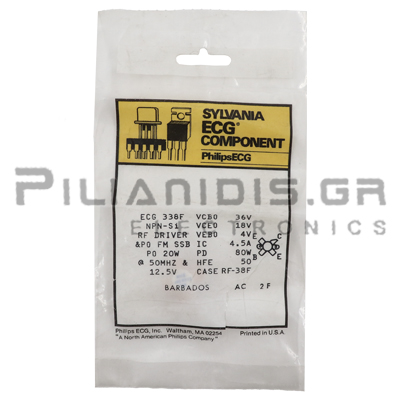 SYLVANIA
ECG®
COMPONENT
Philips ECG
PILIANIDIS.GR
ELECTRONICS
ECG 338F VCBO 36V
NPN-SI VCEO 18V
RF DRIVER VEBO 4V
&PO FM SSB IC 4.5A
PO 20W PD 80W
@ 50MHZ & HFE 50
12.5V CASE RF-38F
E C
B E
BARBADOS AC 2F
Philips ECG, Inc. Waltham, MA 02254 Printed in U.S.A.
"A North American Philips Company"